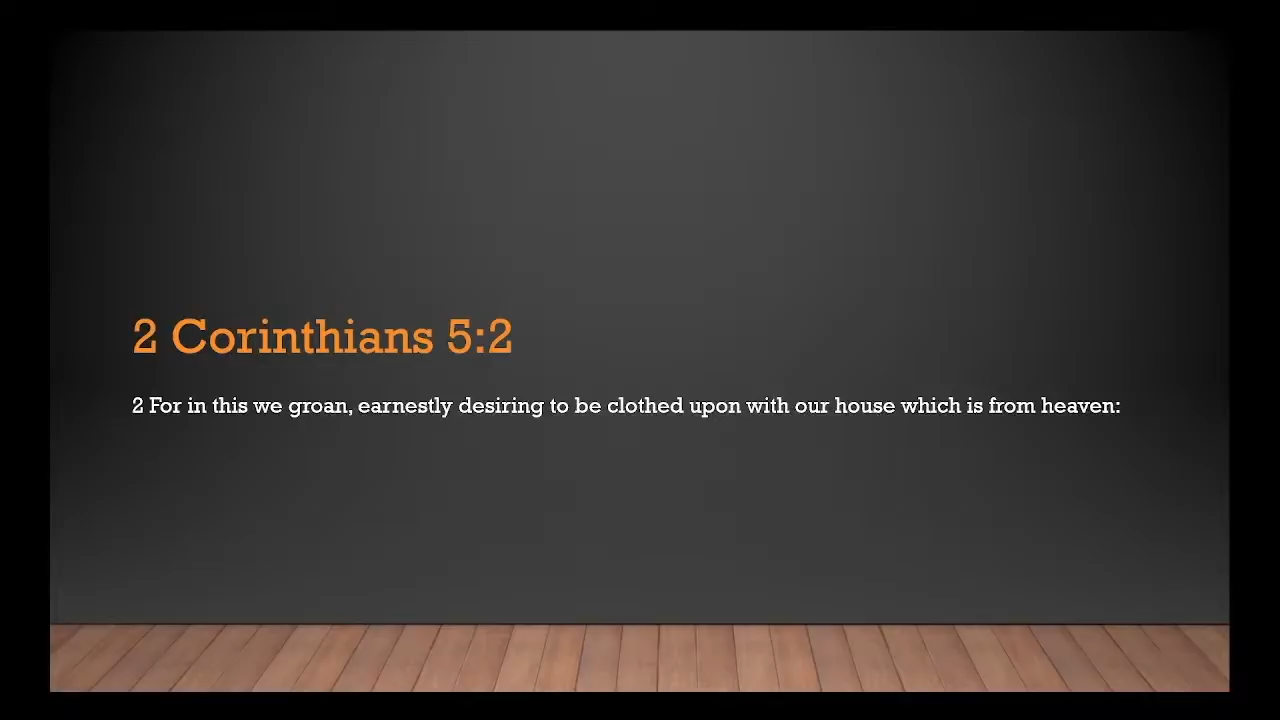 2 Corinthians 5:2
2 For in this we groan, earnestly desiring to be clothed upon with our house which is from heaven: